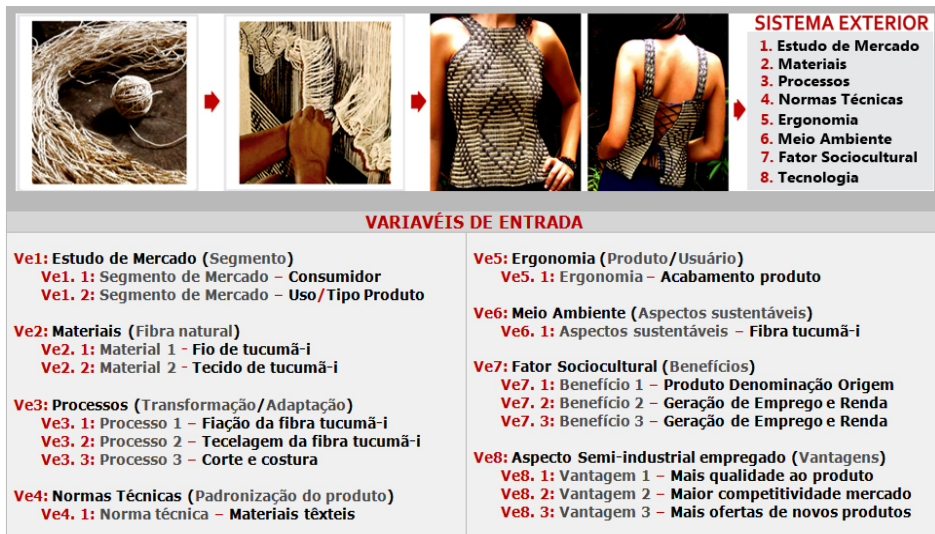 SISTEMA EXTERIOR
1. Estudo de Mercado
2. Materiais
3. Processos
4. Normas Técnicas
5. Ergonomia
6. Meio Ambiente
7. Fator Sociocultural
8. Tecnologia
VARIAVÉIS DE ENTRADA
Ve1: Estudo de Mercado (Segmento)
Ve1. 1: Segmento de Mercado – Consumidor
Ve1. 2: Segmento de Mercado – Uso/Tipo Produto
Ve2: Materiais (Fibra natural)
Ve2. 1: Material 1 - Fio de tucumã-i
Ve2. 2: Material 2 - Tecido de tucumã-i
Ve3: Processos (Transformação/Adaptação)
Ve3. 1: Processo 1 – Fiação da fibra tucumã-i
Ve3. 2: Processo 2 – Tecelagem da fibra tucumã-i
Ve3. 3: Processo 3 – Corte e costura
Ve4: Normas Técnicas (Padronização do produto)
Ve4. 1: Norma técnica – Materiais têxteis
Ve5: Ergonomia (Produto/Usuário)
Ve5. 1: Ergonomia – Acabamento produto
Ve6: Meio Ambiente (Aspectos sustentáveis)
Ve6. 1: Aspectos sustentáveis – Fibra tucumã-i
Ve7: Fator Sociocultural (Benefícios)
Ve7. 1: Benefício 1 – Produto Denominação Origem
Ve7. 2: Benefício 2 – Geração de Emprego e Renda
Ve7. 3: Benefício 3 – Geração de Emprego e Renda
Ve8: Aspecto Semi-industrial empregado (Vantagens)
Ve8. 1: Vantagem 1 – Mais qualidade ao produto
Ve8. 2: Vantagem 2 – Maior competitividade mercado
Ve8. 3: Vantagem 3 – Mais ofertas de novos produtos